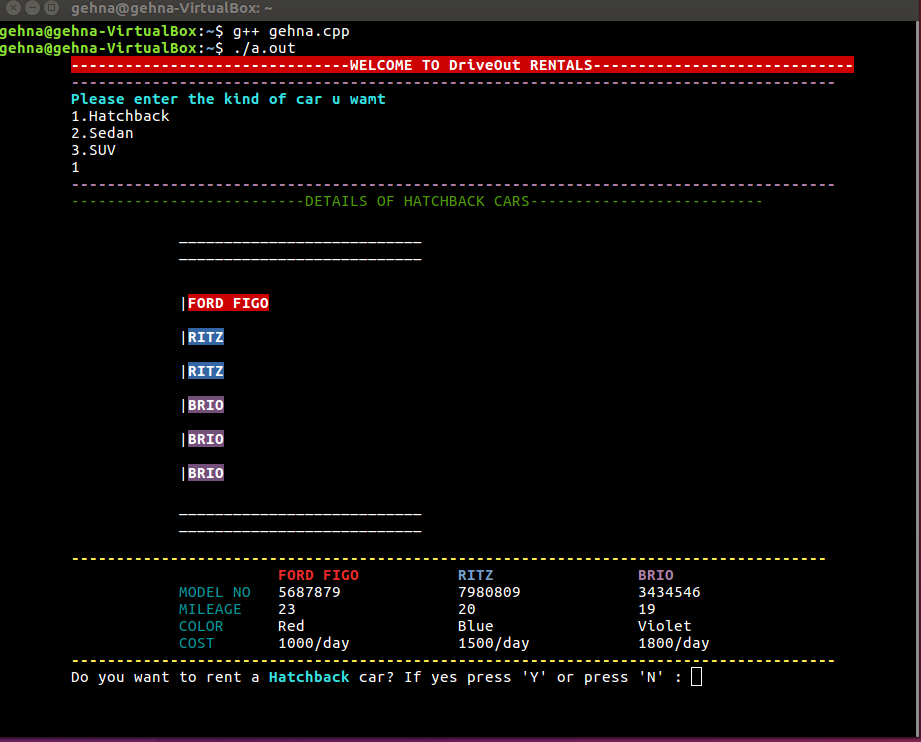 gehna@gehna-VirtualBox: ~
gehna@gehna-VirtualBox:~$ g++ gehna.cpp
gehna@gehna-VirtualBox:~$ ./a.out
-------------------------------WELCOME TO DriveOut RENTALS-----------------------------
-------------------------------------------------------------------------------------
Please enter the kind of car u wamt
1.Hatchback
2.Sedan
3.SUV
1
-------------------------------------------------------------------------------------
--------------------------DETAILS OF HATCHBACK CARS--------------------------
___________________________
___________________________
|FORD FIGO
|RITZ
|RITZ
|BRIO
|BRIO
|BRIO
___________________________
___________________________
------------------------------------------------------------------------------------
FORD FIGO RITZ BRIO
MODEL NO 5687879 7980809 3434546
MILEAGE 23 20 19
COLOR Red Blue Violet
COST 1000/day 1500/day 1800/day
-------------------------------------------------------------------------------------
Do you want to rent a Hatchback car? If yes press 'Y' or press 'N' :